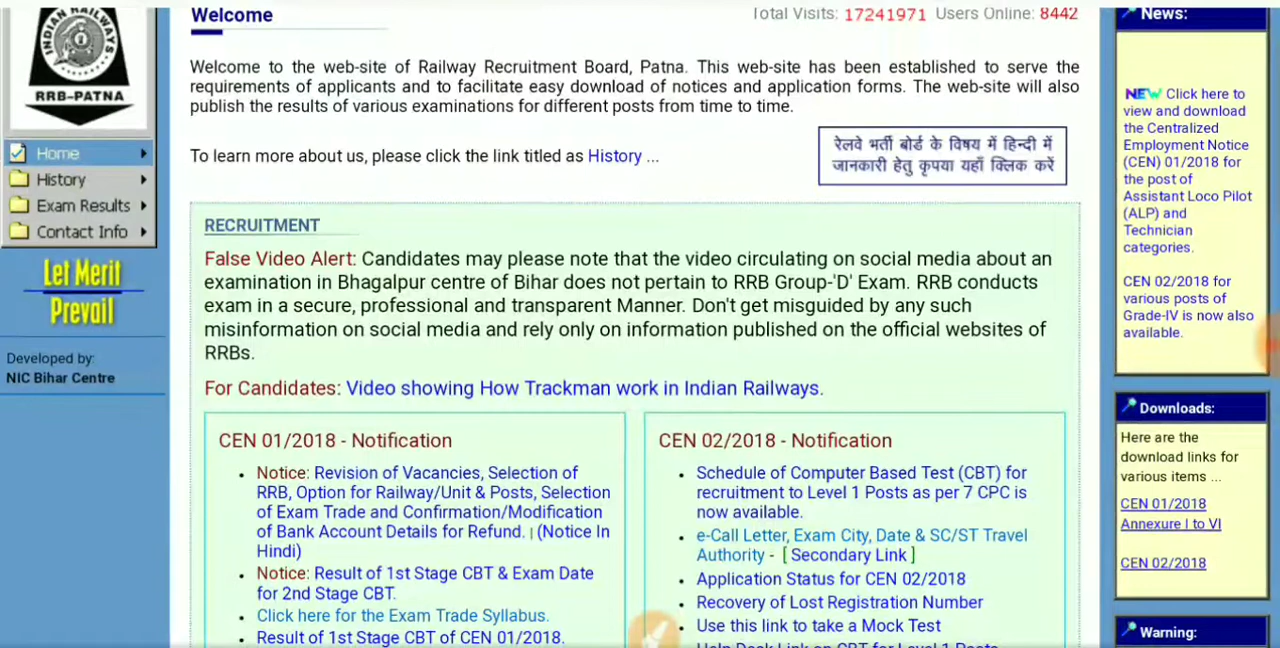 INDIAN RAILWAYS
RRB-PATNA
Home
History
Exam Results
Contact Info
Let Merit
Prevail
Developed by:
NIC Bihar Centre
Welcome
Total Visits: 17241971 Users Online: 8442
Welcome to the web-site of Railway Recruitment Board, Patna. This web-site has been established to serve the
requirements of applicants and to facilitate easy download of notices and application forms. The web-site will also
publish the results of various examinations for different posts from time to time.
To learn more about us, please click the link titled as History ...
रेलवे भर्ती बोर्ड के विषय में हिन्दी में
जानकारी हेतु कृपया यहाँ क्लिक करें
RECRUITMENT
False Video Alert: Candidates may please note that the video circulating on social media about an
examination in Bhagalpur centre of Bihar does not pertain to RRB Group-'D' Exam. RRB conducts
exam in a secure, professional and transparent Manner. Don't get misguided by any such
misinformation on social media and rely only on information published on the official websites of
RRBs.
For Candidates: Video showing How Trackman work in Indian Railways.
CEN 01/2018 - Notification
Notice: Revision of Vacancies, Selection of
RRB, Option for Railway/Unit & Posts, Selection
of Exam Trade and Confirmation/Modification
of Bank Account Details for Refund. | (Notice In
Hindi)
Notice: Result of 1st Stage CBT & Exam Date
for 2nd Stage CBT.
Click here for the Exam Trade Syllabus.
Result of 1st Stage CBT of CEN 01/2018.
CEN 02/2018 - Notification
Schedule of Computer Based Test (CBT) for
recruitment to Level 1 Posts as per 7 CPC is
now available.
e-Call Letter, Exam City, Date & SC/ST Travel
Authority - [ Secondary Link ]
Application Status for CEN 02/2018
Recovery of Lost Registration Number
Use this link to take a Mock Test
Help Desk Link on CBT for Level 1 Posts
News:
NEW Click here to
view and download
the Centralized
Employment Notice
(CEN) 01/2018 for
the post of
Assistant Loco Pilot
(ALP) and
Technician
categories.
CEN 02/2018 for
various posts of
Grade-IV is now also
available.
Downloads:
Here are the
download links for
various items ...
CEN 01/2018
Annexure I to VI
CEN 02/2018
Warning: